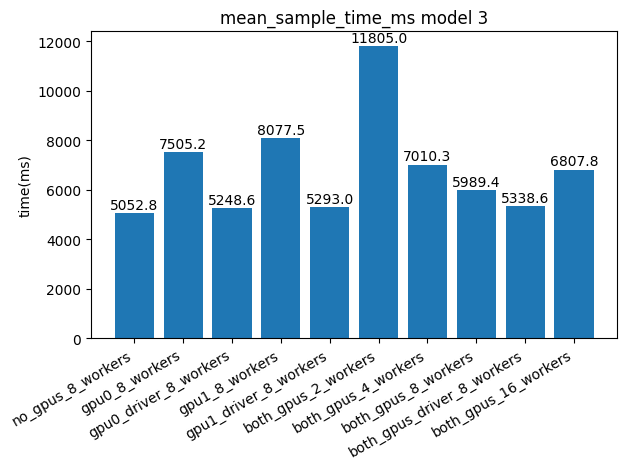 mean_sample_time_ms model 3
time(ms)
12000
10000
8000
6000
4000
2000
0
5052.8
7505.2
5248.6
8077.5
5293.0
11805.0
7010.3
5989.4
5338.6
6807.8
no_gpus_8_workers
gpu0_8_workers
gpu0_driver_8_workers
gpu1_8_workers
gpu1_driver_8_workers
both_gpus_2_workers
both_gpus_4_workers
both_gpus_8_workers
both_gpus_driver_8_workers
both_gpus_16_workers